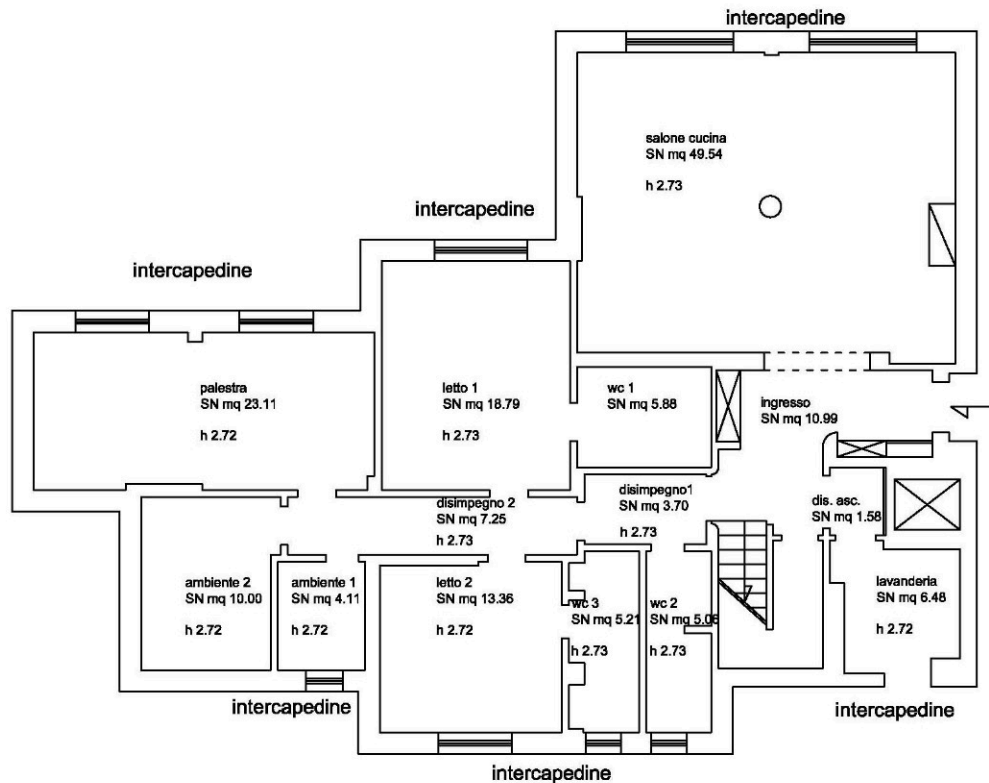 intercapedine
salone cucina
SN mq 49.54
h 2.73
intercapedine
intercapedine
palestra
SN mq 23.11
h 2.72
letto 1
SN mq 18.79
h 2.73
wc 1
SN mq 5.88
ingresso
SN mq 10.99
disimpegno 2
SN mq 7.25
h 2.73
disimpegno1
SN mq 3.70
h 2.73
dis. asc.
SN mq 1.58
ambiente 2
SN mq 10.00
h 2.72
ambiente 1
SN mq 4.11
h 2.72
letto 2
SN mq 13.36
h 2.72
wc 3
SN mq 5.21
h 2.73
wc 2
SN mq 5.06
h 2.73
lavanderia
SN mq 6.48
h 2.72
intercapedine
intercapedine
intercapedine